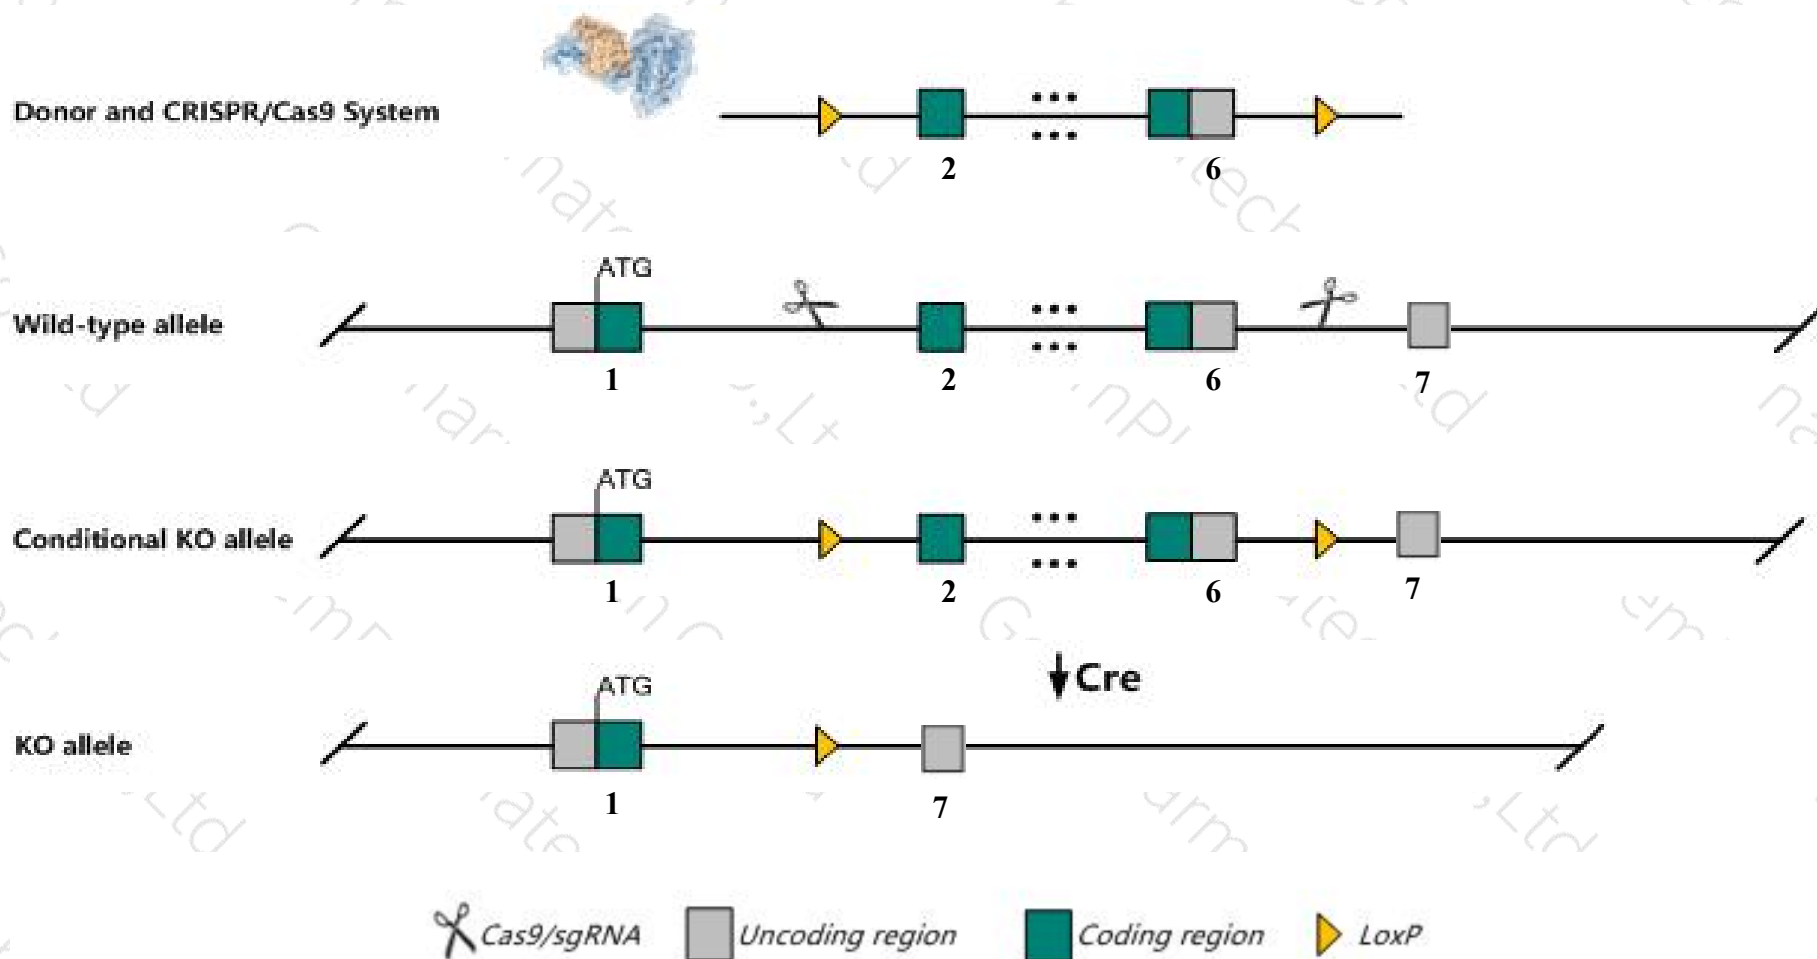 Donor and CRISPR/Cas9 System
2 6
ATG
Wild-type allele
1 2 6 7
ATG
Conditional KO allele
1 2 6 7
Cre
ATG
KO allele
1 7
Cas9/sgRNA Uncoding region Coding region LoxP